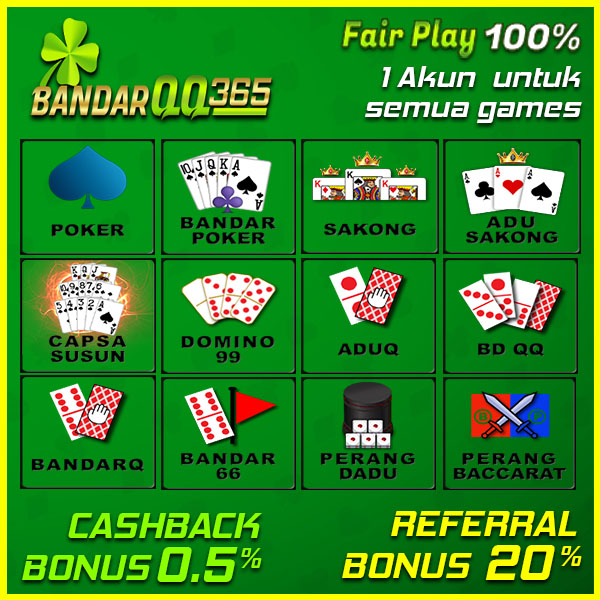 BANDARQQ365
Fair Play 100%
1 Akun untuk
semua games
POKER
BANDAR
POKER
SAKONG
ADU
SAKONG
CAPSA
SUSUN
DOMINO
99
ADUQ
BD QQ
BANDARQ
BANDAR
66
PERANG
DADU
B P
PERANG
BACCARAT
CASHBACK
BONUS 0.5%
REFERRAL
BONUS 20%